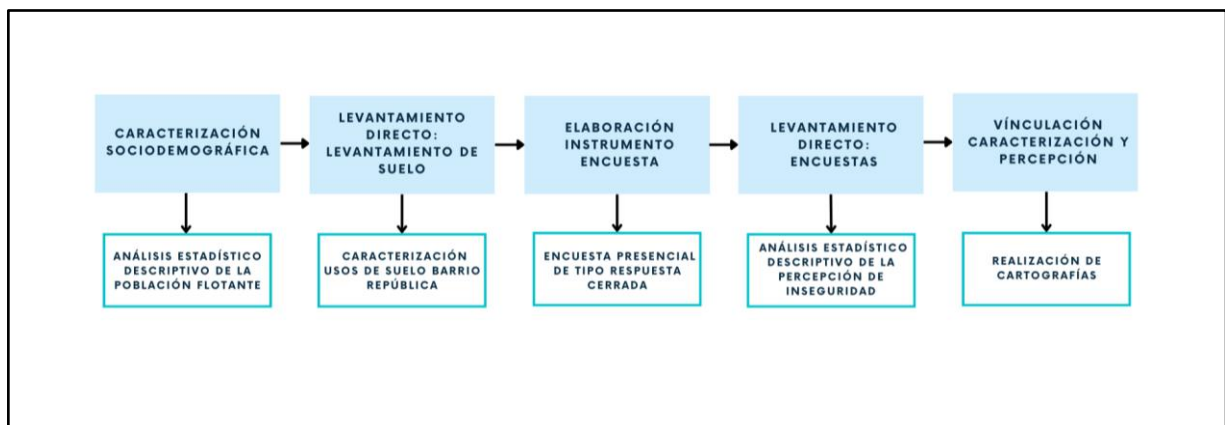 CARACTERIZACIÓN
SOCIODEMOGRÁFICA
LEVANTAMIENTO
DIRECTO:
LEVANTAMIENTO DE
SUELO
ELABORACIÓN
INSTRUMENTO
ENCUESTA
LEVANTAMIENTO
DIRECTO:
ENCUESTAS
VÍNCULACIÓN
CARACTERIZACIÓN Y
PERCEPCIÓN
ANÁLISIS ESTADÍSTICO
DESCRIPTIVO DE LA
POBLACIÓN FLOTANTE
CARACTERIZACIÓN
USOS DE SUELO BARRIO
REPÚBLICA
ENCUESTA PRESENCIAL
DE TIPO RESPUESTA
CERRADA
ANÁLISIS ESTADÍSTICO
DESCRIPTIVO DE LA
PERCEPCIÓN DE
INSEGURIDAD
REALIZACIÓN DE
CARTOGRAFÍAS